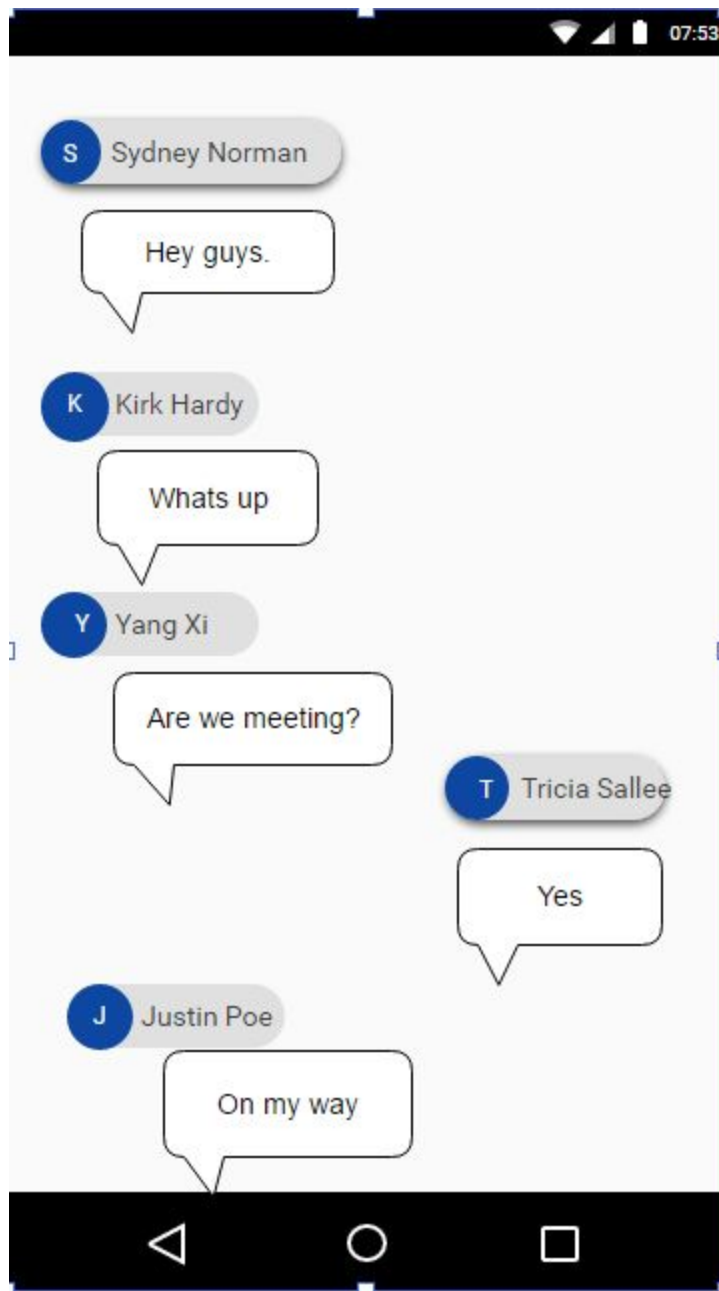 07:53
S Sydney Norman
Hey guys.
K Kirk Hardy
Whats up
Y Yang Xi
Are we meeting?
T Tricia Sallee
Yes
J Justin Poe
On my way